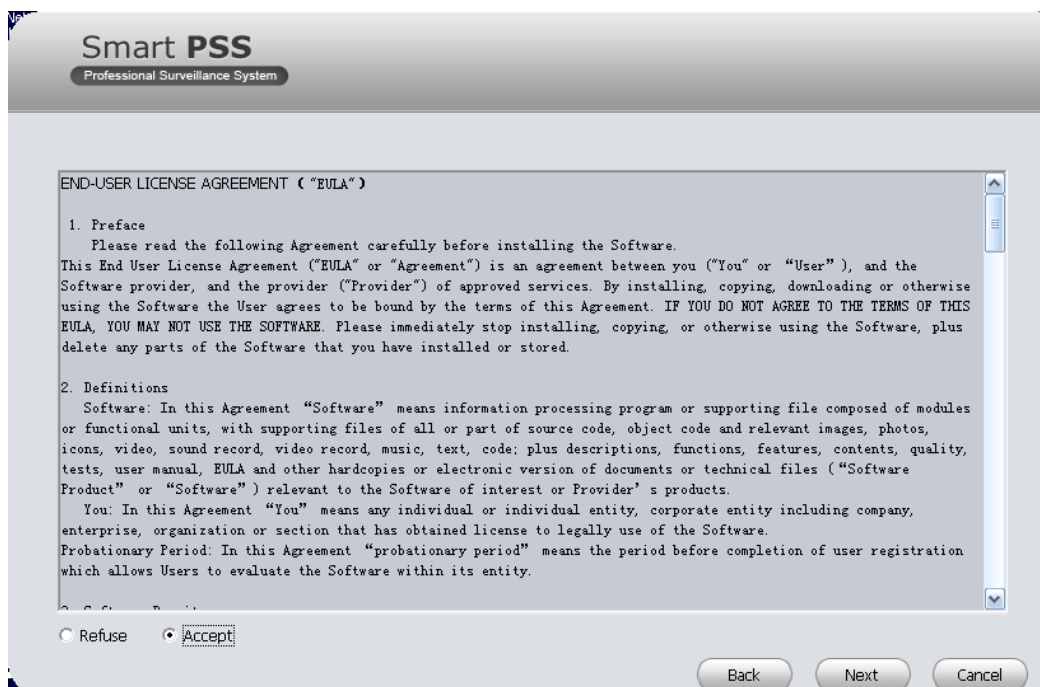 Smart PSS
Professional Surveillance System
END-USER LICENSE AGREEMENT ( "EULA" )
1. Preface
Please read the following Agreement carefully before installing the Software.
This End User License Agreement ("EULA" or "Agreement") is an agreement between you ("You" or “User” ), and the
Software provider, and the provider ("Provider") of approved services. By installing, copying, downloading or otherwise
using the Software the User agrees to be bound by the terms of this Agreement. IF YOU DO NOT AGREE TO THE TERMS OF THIS
EULA, YOU MAY NOT USE THE SOFTWARE. Please immediately stop installing, copying, or otherwise using the Software, plus
delete any parts of the Software that you have installed or stored.
2. Definitions
Software: In this Agreement “Software” means information processing program or supporting file composed of modules
or functional units, with supporting files of all or part of source code, object code and relevant images, photos,
icons, video, sound record, video record, music, text, code; plus descriptions, functions, features, contents, quality,
tests, user manual, EULA and other hardcopies or electronic version of documents or technical files (“Software
Product” or “Software” ) relevant to the Software of interest or Provider’s products.
You: In this Agreement “You” means any individual or individual entity, corporate entity including company,
enterprise, organization or section that has obtained license to legally use of the Software.
Probationary Period: In this Agreement “probationary period” means the period before completion of user registration
which allows Users to evaluate the Software within its entity.
Refuse Accept
Back Next Cancel